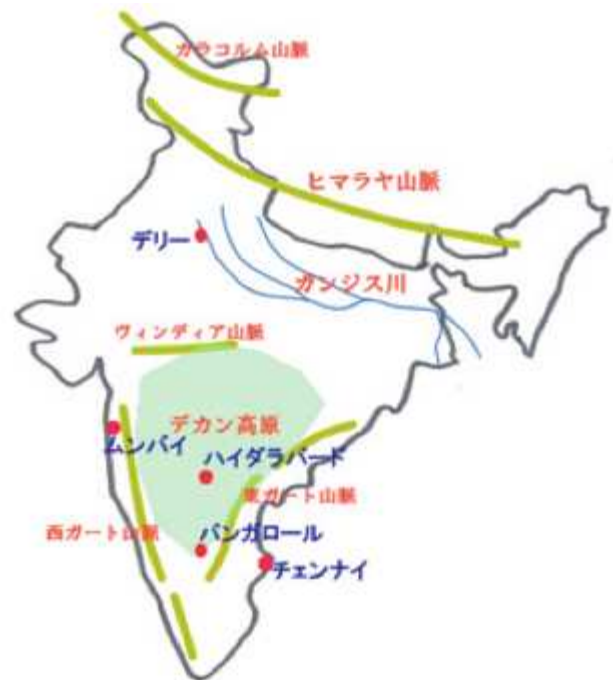 カラコルム山脈
ヒマラヤ山脈
デリー
ガンジス川
ヴィンディア山脈
デカン高原
ムンバイ
ハイダラバード
東ガート山脈
西ガート山脈
バンガロール
チェンナイ